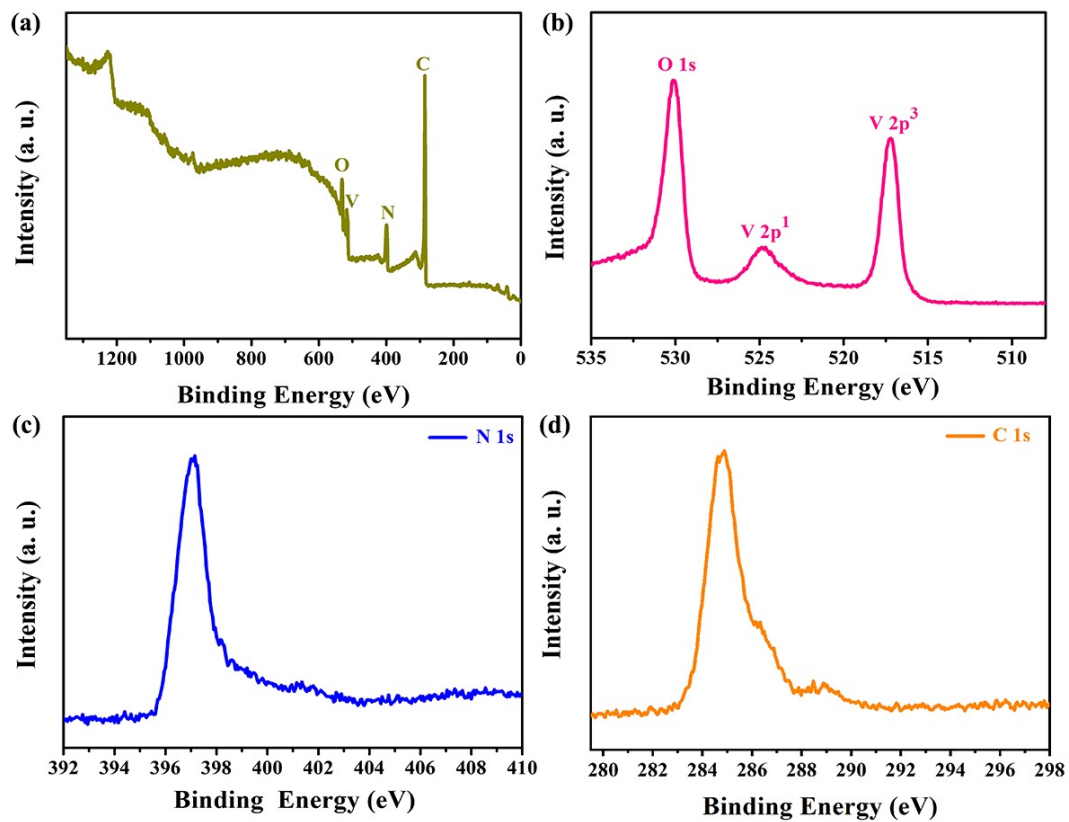 (a)
C
O
V
N
Intensity (a. u.)
1200 1000 800 600 400 200 0
Binding Energy (eV)
(b)
O 1s
V 2p³
V 2p¹
Intensity (a. u.)
535 530 525 520 515 510
Binding Energy (eV)
(c)
N 1s
Intensity (a. u.)
392 394 396 398 400 402 404 406 408 410
Binding Energy (eV)
(d)
C 1s
Intensity (a. u.)
280 282 284 286 288 290 292 294 296 298
Binding Energy (eV)